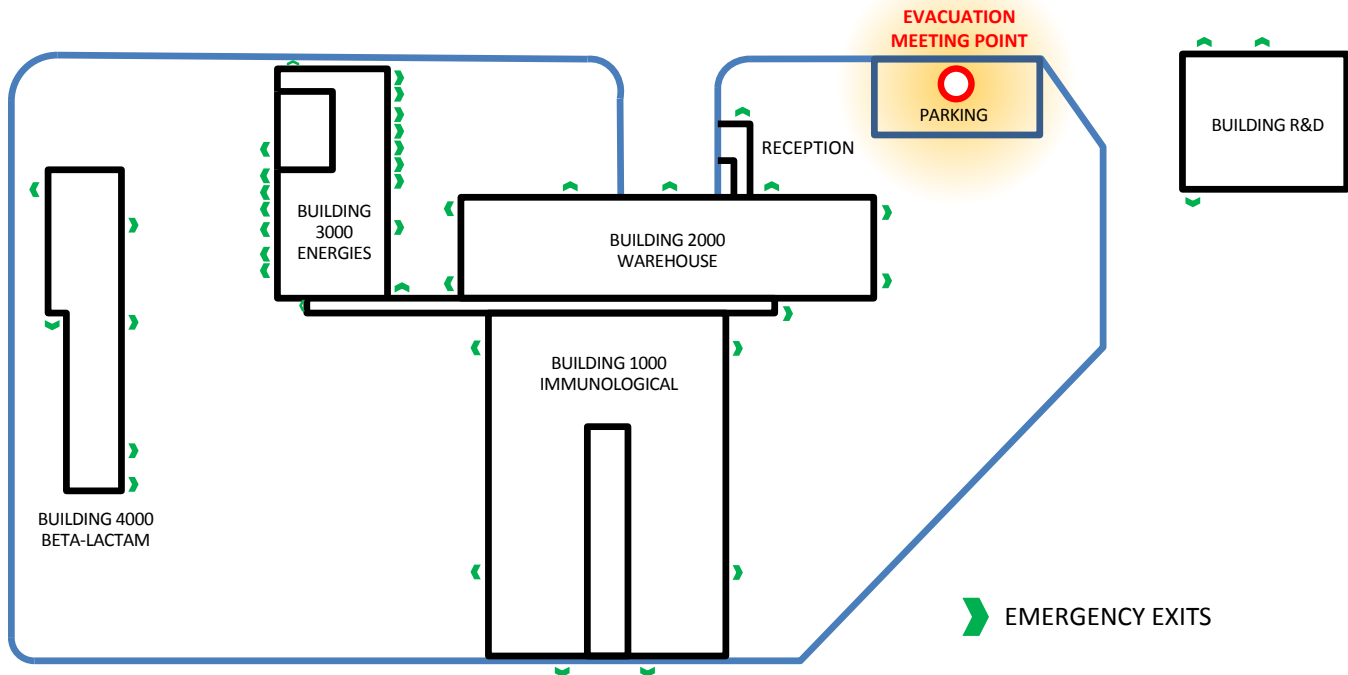 EVACUATION
MEETING POINT
PARKING
BUILDING R&D
RECEPTION
BUILDING
3000
ENERGIES
BUILDING 2000
WAREHOUSE
BUILDING 1000
IMMUNOLOGICAL
BUILDING 4000
BETA-LACTAM
EMERGENCY EXITS